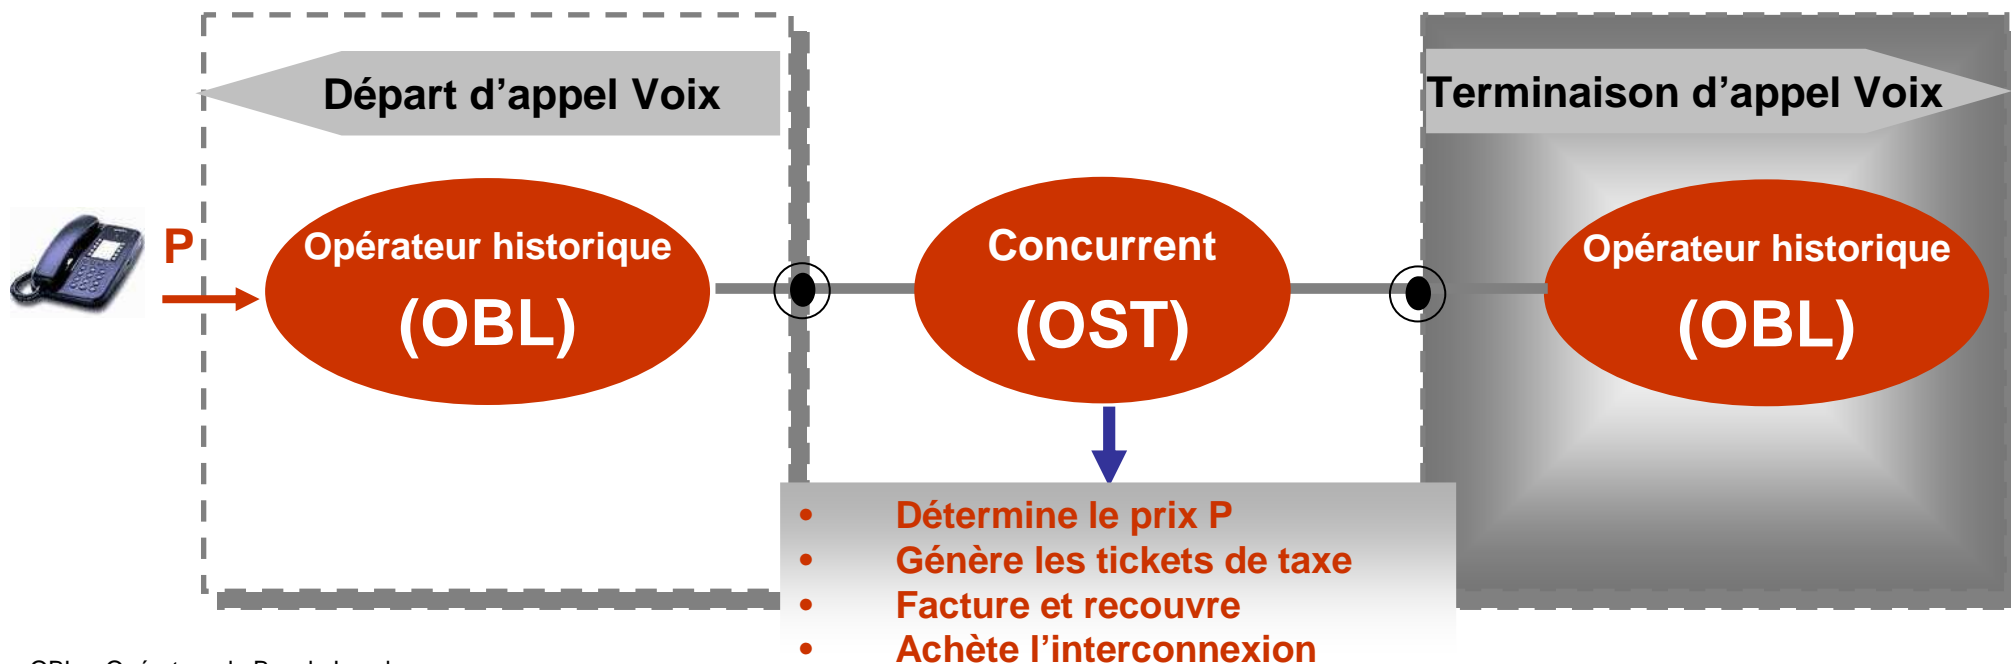 Départ d’appel Voix
Terminaison d’appel Voix
P
Opérateur historique
(OBL)
Concurrent
(OST)
Opérateur historique
(OBL)
• Détermine le prix P
• Génère les tickets de taxe
• Facture et recouvre
• Achète l’interconnexion